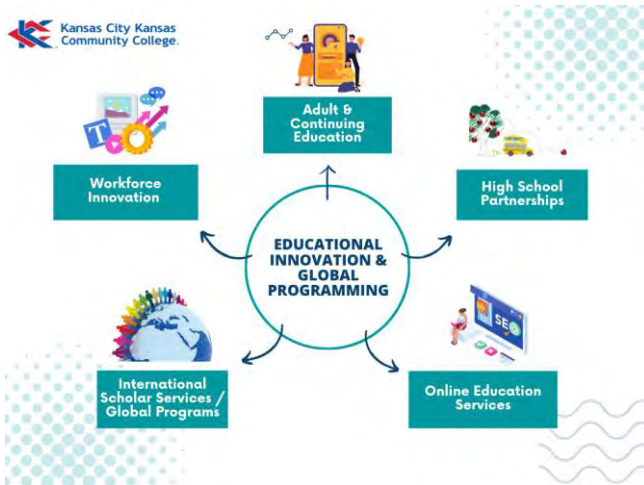 Kansas City Kansas
Community College.
Adult &
Continuing
Education
Workforce
Innovation
High School
Partnerships
EDUCATIONAL
INNOVATION &
GLOBAL
PROGRAMMING
T
SEO
International
Scholar Services /
Global Programs
Online Education
Services